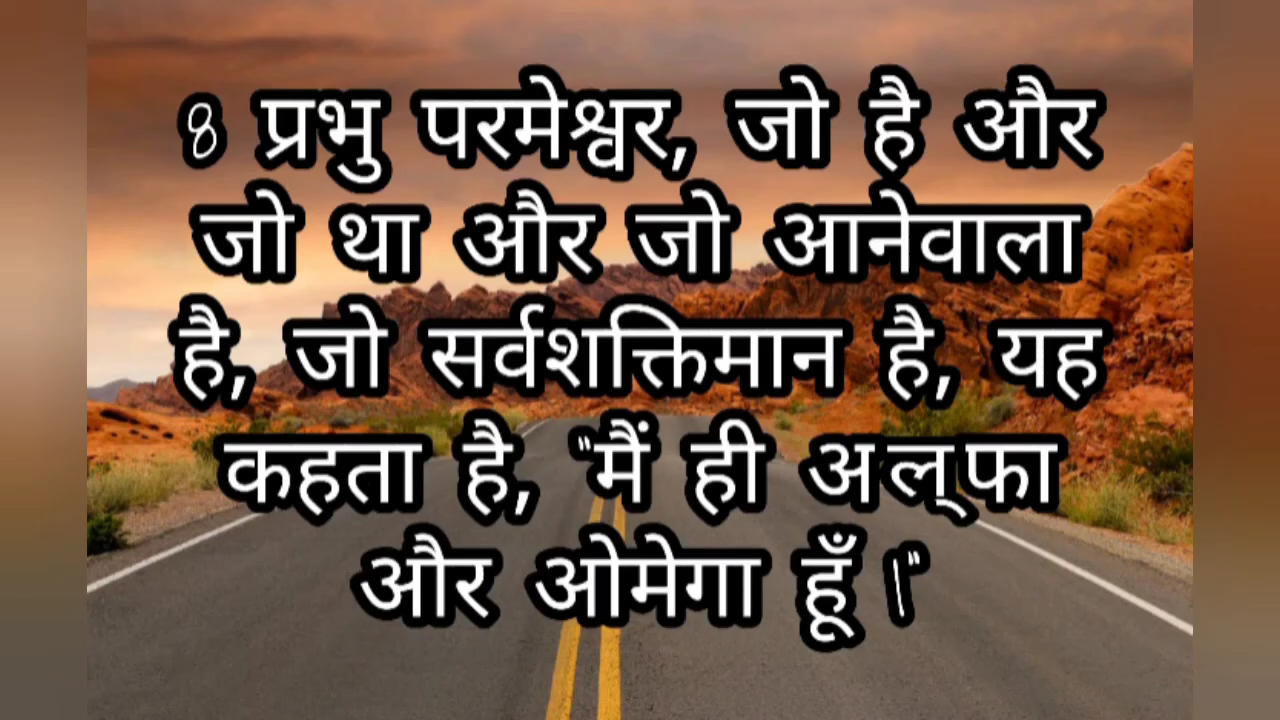 8 प्रभु परमेश्वर, जो है और
जो था और जो आनेवाला
है, जो सर्वशक्तिमान है, यह
कहता है, "मैं ही अल्‌फा
और ओमेगा हूँ ।"